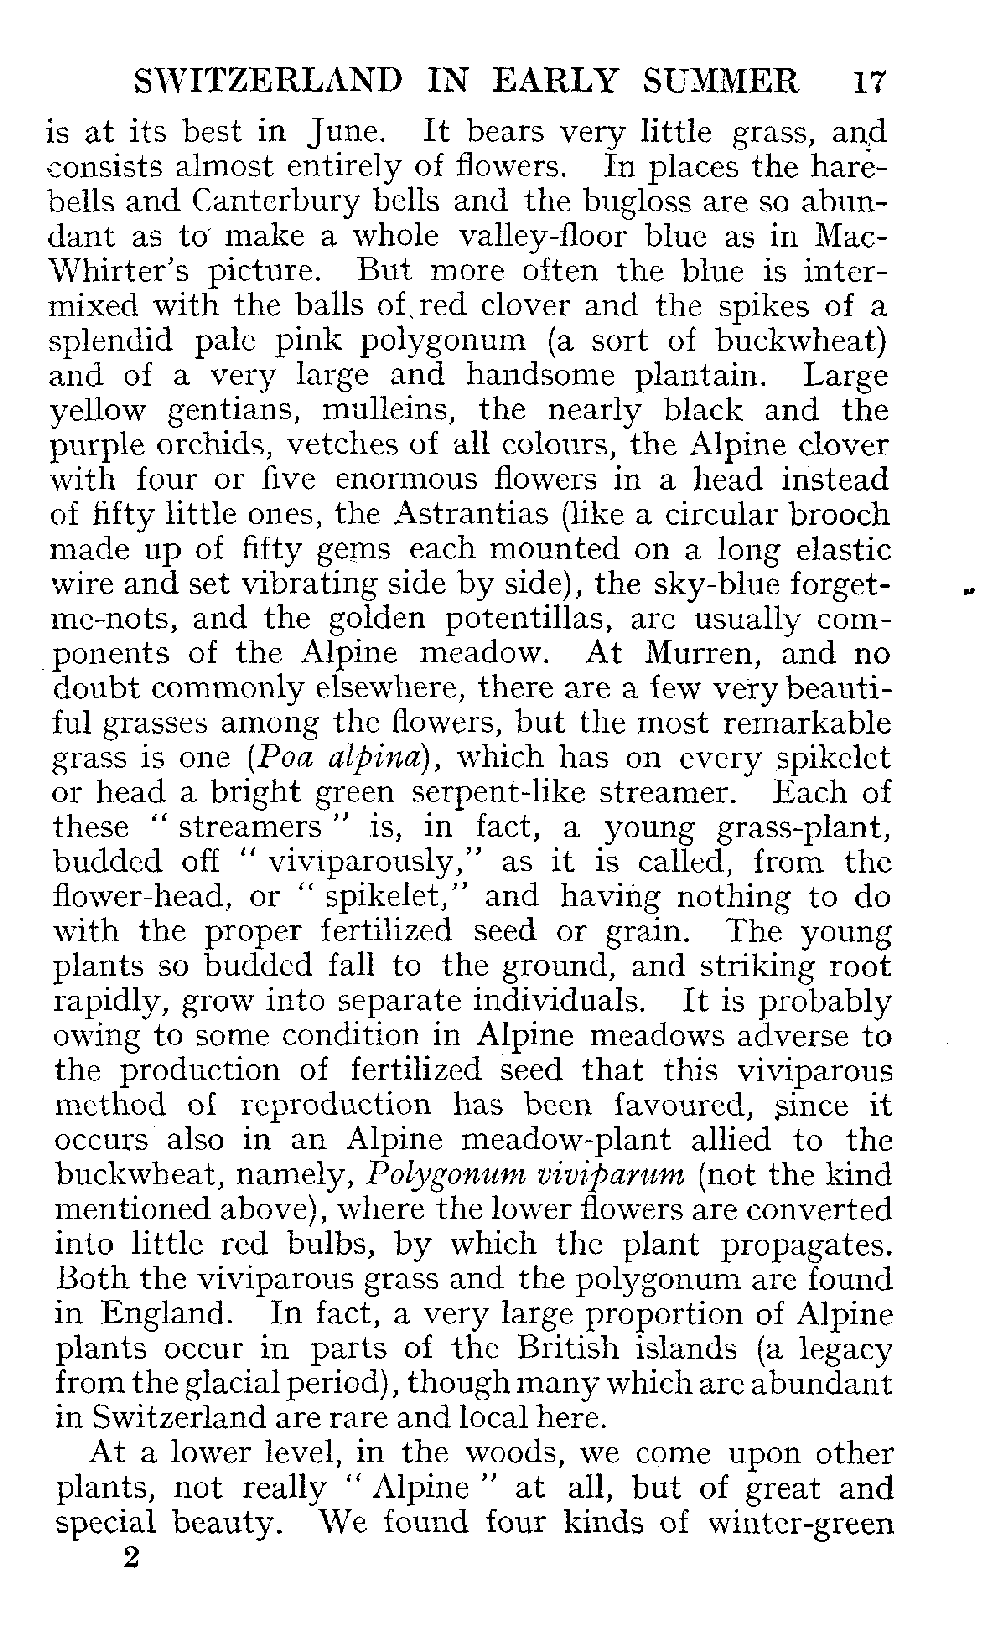 SWITZERLAND IN EARLY SUMMER 17
is at its best in June. It bears very little grass, and
consists almost entirely of flowers. In places the hare-
bells and Canterbury bells and the bugloss are so abun-
dant as to make a whole valley-floor blue as in Mac-
Whirter's picture. But more often the blue is inter-
mixed with the balls of red clover and the spikes of a
splendid pale pink polygonum (a sort of buckwheat)
and of a very large and handsome plantain. Large
yellow gentians, mulleins, the nearly black and the
purple orchids, vetches of all colours, the Alpine clover
with four or five enormous flowers in a head instead
of fifty little ones, the Astrantias (like a circular brooch
made up of fifty gems each mounted on a long elastic
wire and set vibrating side by side), the sky-blue forget-
me-nots, and the golden potentillas, are usually com-
ponents of the Alpine meadow. At Murren, and no
doubt commonly elsewhere, there are a few very beauti-
ful grasses among the flowers, but the most remarkable
grass is one (Poa alpina), which has on every spikelet
or head a bright green serpent-like streamer. Each of
these " streamers " is, in fact, a young grass-plant,
budded off " viviparously," as it is called, from the
flower-head, or " spikelet," and having nothing to do
with the proper fertilized seed or grain. The young
plants so budded fall to the ground, and striking root
rapidly, grow into separate individuals. It is probably
owing to some condition in Alpine meadows adverse to
the production of fertilized seed that this viviparous
method of reproduction has been favoured, since it
occurs also in an Alpine meadow-plant allied to the
buckwheat, namely, Polygonum viviparum (not the kind
mentioned above), where the lower flowers are converted
into little red bulbs, by which the plant propagates.
Both the viviparous grass and the polygonum are found
in England. In fact, a very large proportion of Alpine
plants occur in parts of the British islands (a legacy
from the glacial period), though many which are abundant
in Switzerland are rare and local here.
At a lower level, in the woods, we come upon other
plants, not really " Alpine " at all, but of great and
special beauty. We found four kinds of winter-green
2